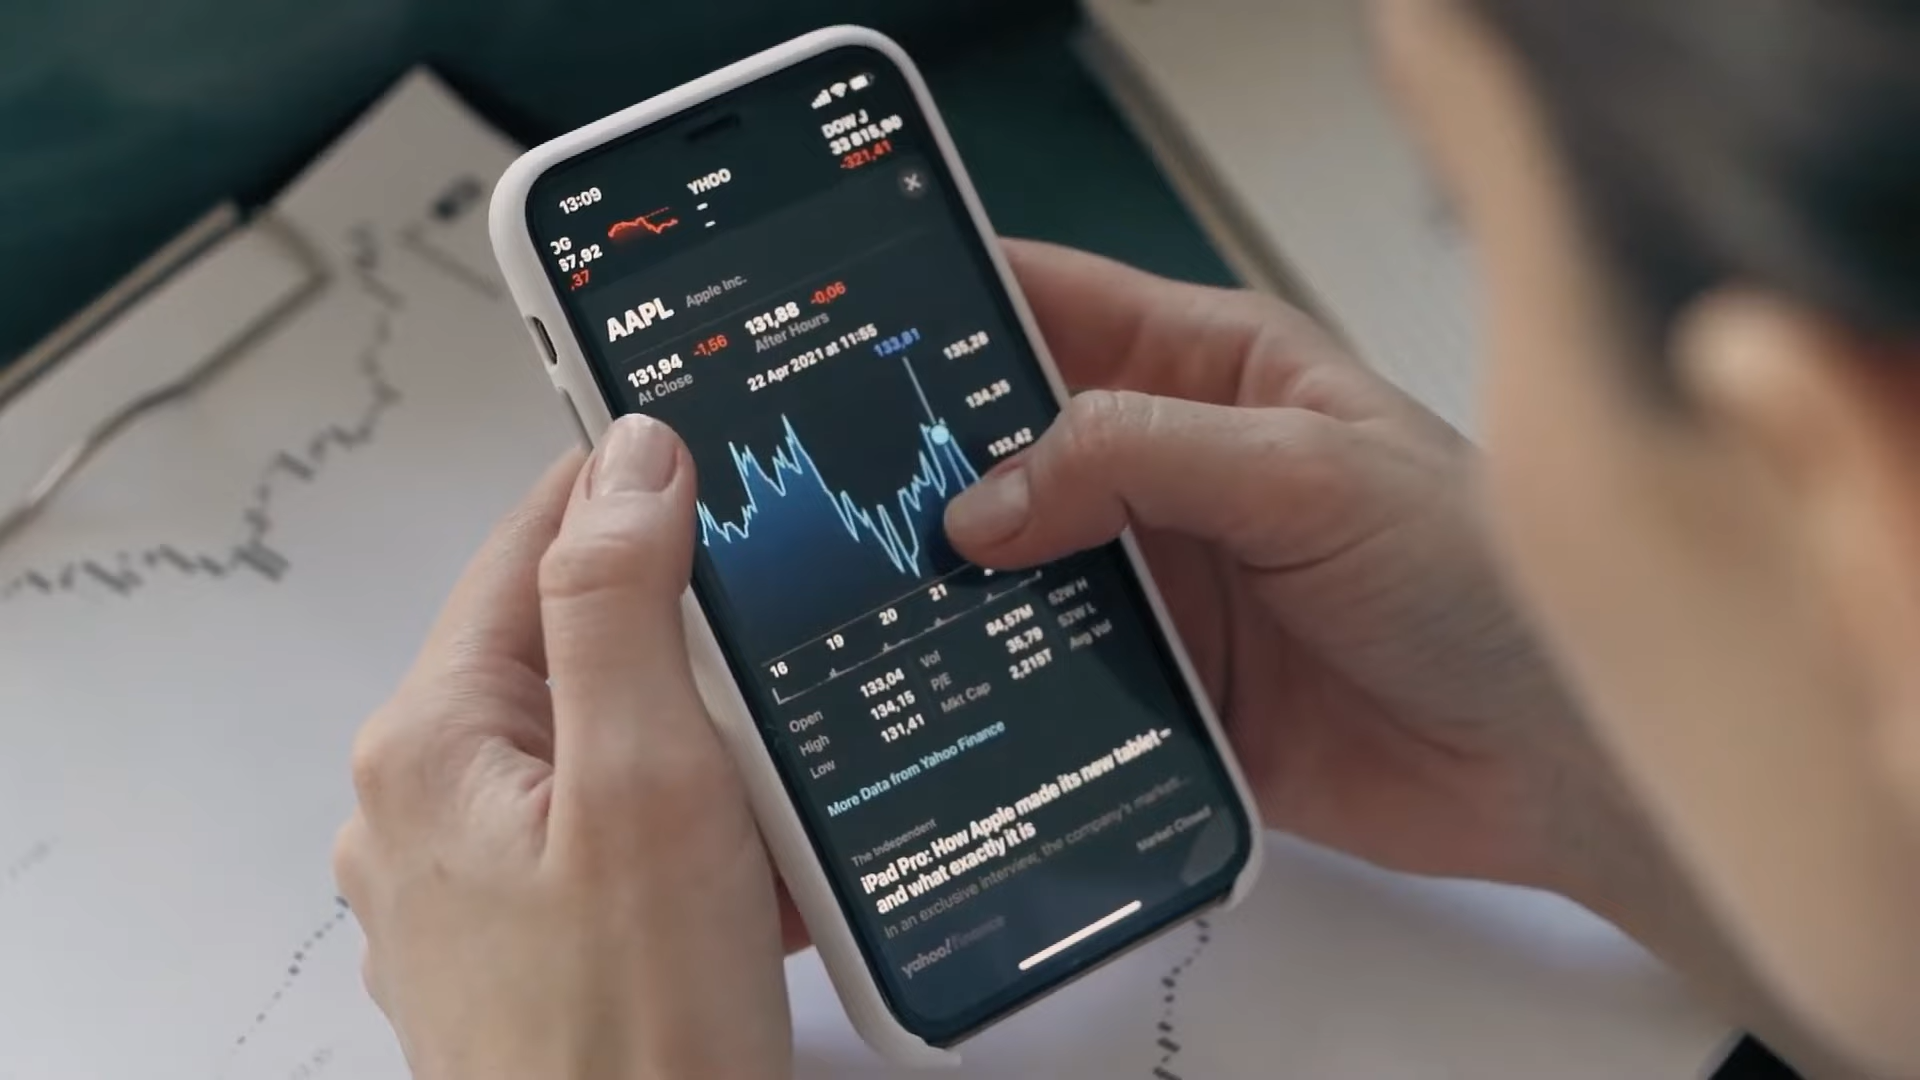 13:09
OG
67,92
,37
YHOO
-
-
DOW J
33 815,90
-321,41
AAPL Apple Inc.
131,94 -1,56
At Close
131,88 -0,06
After Hours
22 Apr 2021 at 11:55
133,81
135,28
134,35
133,42
16 19 20 21
Open 133,04
High 134,15
Low 131,41
Vol 84,57M
P/E 35,79
Mkt Cap 2,215T
52W H
52W L
Avg Vol
More Data from Yahoo Finance
The Independent
iPad Pro: How Apple made its new tablet –
and what exactly it is
In an exclusive interview, the company's market...
yahoo!finance
Market Closed